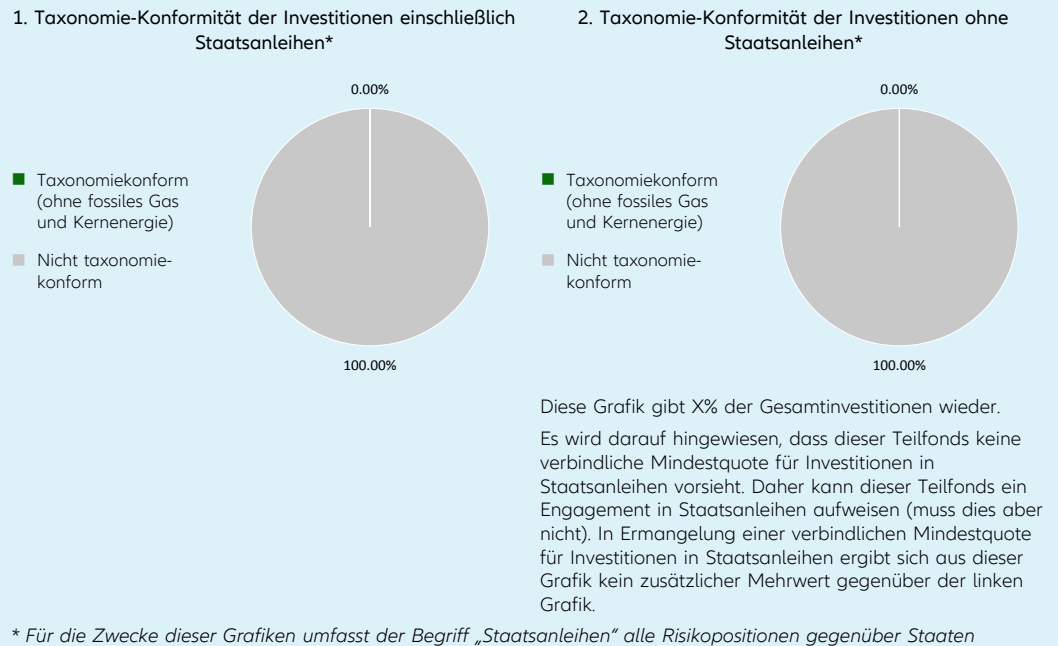 1. Taxonomie-Konformität der Investitionen einschließlich
Staatsanleihen*
0.00%
Taxonomiekonform
(ohne fossiles Gas
und Kernenergie)
Nicht taxonomie-
konform
100.00%
2. Taxonomie-Konformität der Investitionen ohne
Staatsanleihen*
0.00%
Taxonomiekonform
(ohne fossiles Gas
und Kernenergie)
Nicht taxonomie-
konform
100.00%
Diese Grafik gibt X% der Gesamtinvestitionen wieder.
Es wird darauf hingewiesen, dass dieser Teilfonds keine
verbindliche Mindestquote für Investitionen in
Staatsanleihen vorsieht. Daher kann dieser Teilfonds ein
Engagement in Staatsanleihen aufweisen (muss dies aber
nicht). In Ermangelung einer verbindlichen Mindestquote
für Investitionen in Staatsanleihen ergibt sich aus dieser
Grafik kein zusätzlicher Mehrwert gegenüber der linken
Grafik.
* Für die Zwecke dieser Grafiken umfasst der Begriff „Staatsanleihen“ alle Risikopositionen gegenüber Staaten